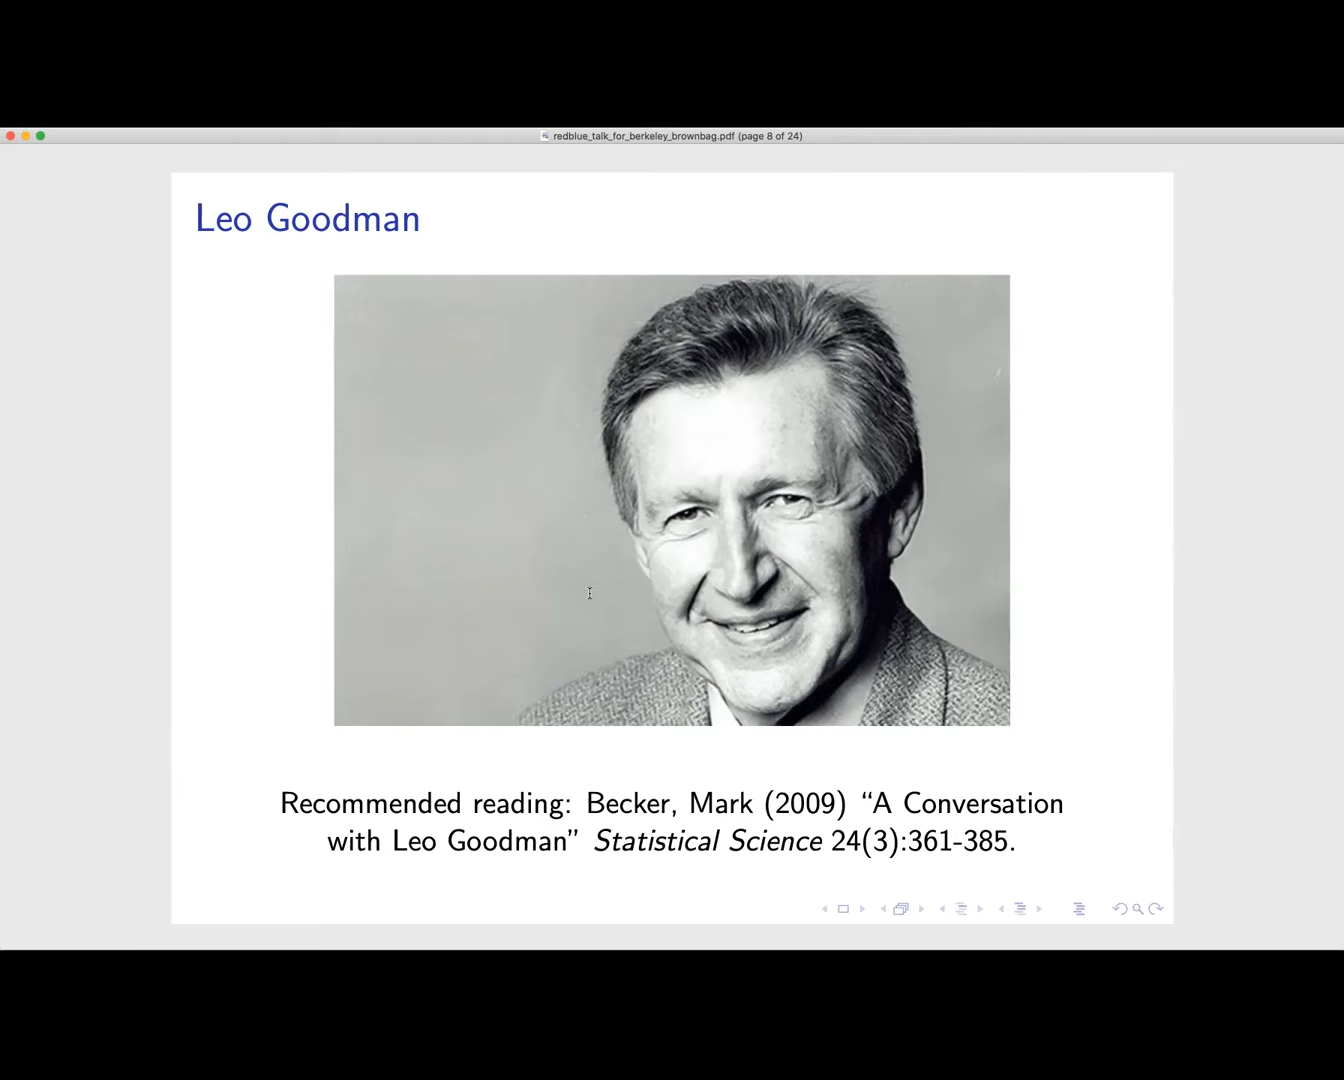 redblue_talk_for_berkeley_brownbag.pdf (page 8 of 24)
Leo Goodman
Recommended reading: Becker, Mark (2009) “A Conversation
with Leo Goodman” Statistical Science 24(3):361-385.